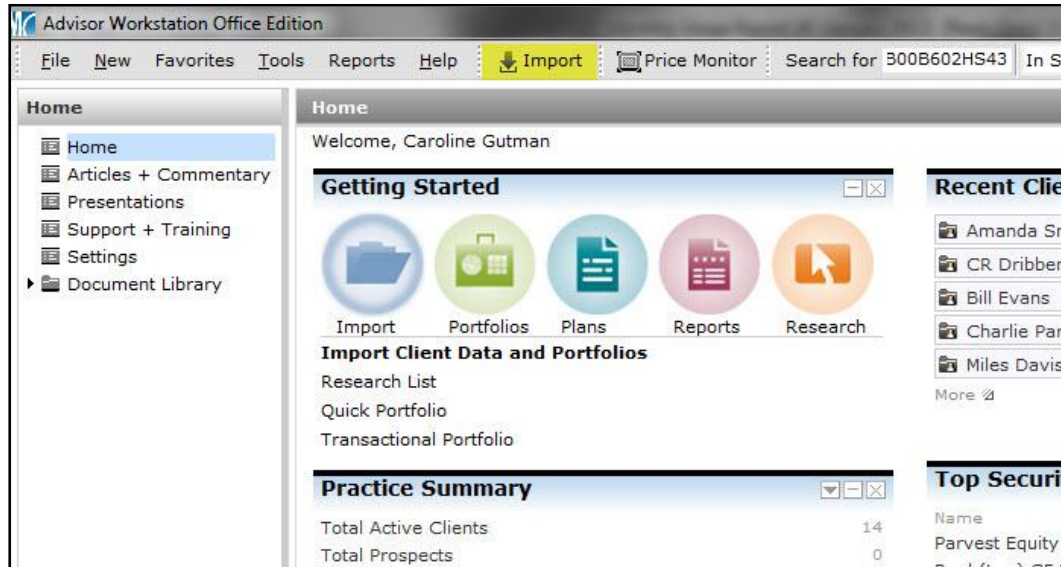 Advisor Workstation Office Edition
File New Favorites Tools Reports Help Import Price Monitor Search for B00B602HS43 In S
Home
Home
Articles + Commentary
Presentations
Support + Training
Settings
Document Library
Home
Welcome, Caroline Gutman
Getting Started
Import Portfolios Plans Reports Research
Import Client Data and Portfolios
Research List
Quick Portfolio
Transactional Portfolio
Practice Summary
Total Active Clients 14
Total Prospects 0
Recent Clie
Amanda Sr
CR Dribber
Bill Evans
Charlie Par
Miles Davis
More
Top Securi
Name
Parvest Equity